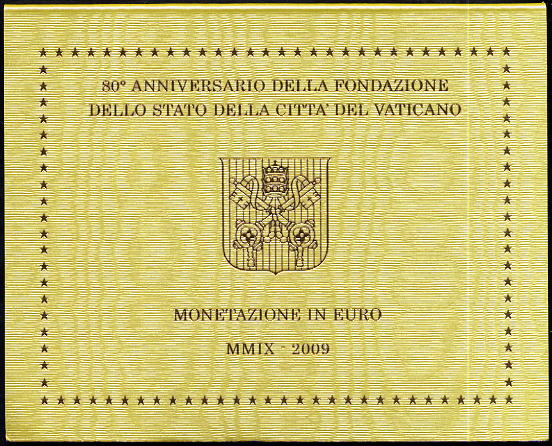 80° ANNIVERSARIO DELLA FONDAZIONE
DELLO STATO DELLA CITTA' DEL VATICANO
MONETAZIONE IN EURO
MMIX - 2009